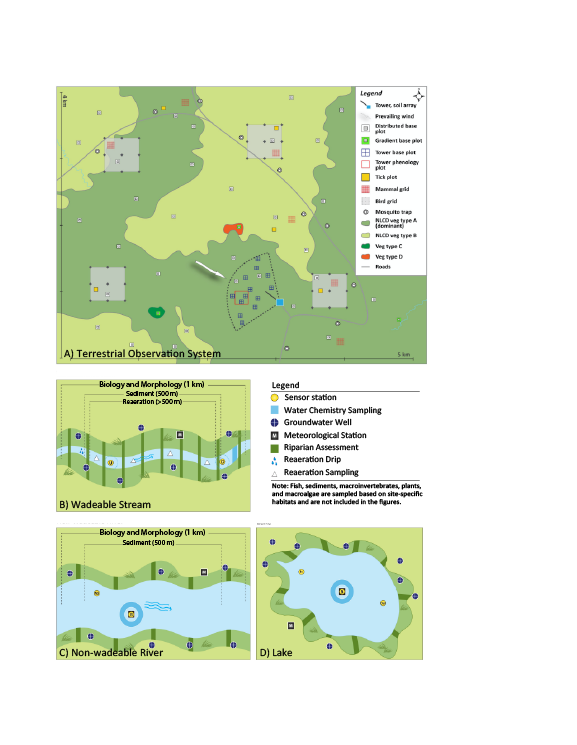 4 km
Legend
Tower, soil array
Prevailing wind
Distributed base
plot
Gradient base plot
Tower base plot
Tower phenology
plot
Tick plot
Mammal grid
Bird grid
Mosquito trap
NLCD veg type A
(dominant)
NLCD veg type B
Veg type C
Veg type D
Roads
A) Terrestrial Observation System
5 km
Biology and Morphology (1 km)
Sediment (500 m)
Reaeration (>500 m)
B) Wadeable Stream
Legend
Sensor station
Water Chemistry Sampling
Groundwater Well
M Meteorological Station
Riparian Assessment
Reaeration Drip
Reaeration Sampling
Note: Fish, sediments, macroinvertebrates, plants,
and macroalgae are sampled based on site-specific
habitats and are not included in the figures.
Biology and Morphology (1 km)
Sediment (500 m)
M
C) Non-wadeable River
M
D) Lake